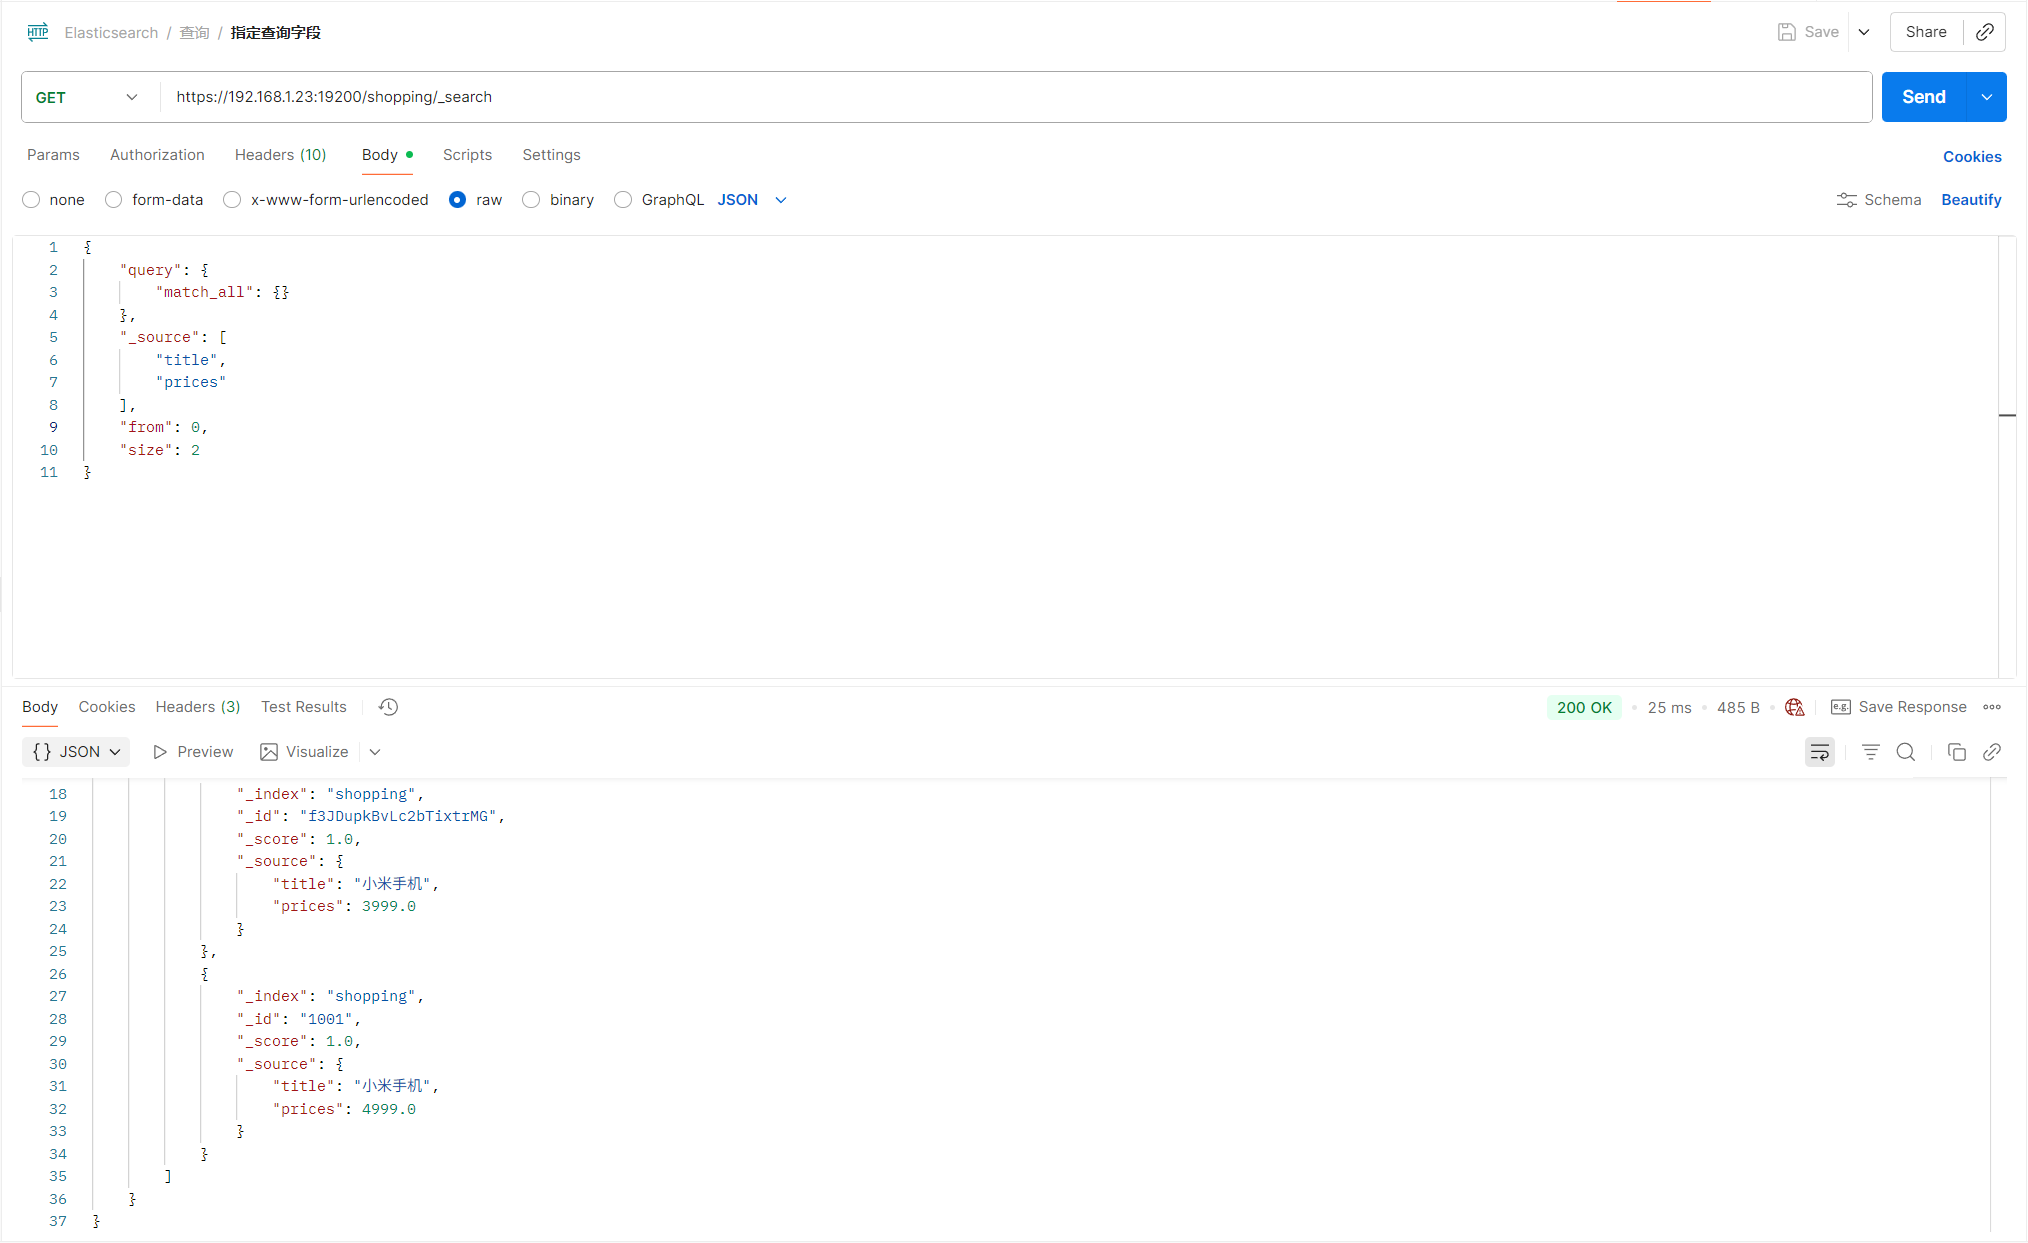 HTTP Elasticsearch / 查询 / 指定查询字段 Save Share
GET https://192.168.1.23:19200/shopping/_search Send
Params Authorization Headers (10) Body Scripts Settings Cookies
none form-data x-www-form-urlencoded raw binary GraphQL JSON Schema Beautify
1 {
2 "query": {
3 "match_all": {}
4 },
5 "_source": [
6 "title",
7 "prices"
8 ],
9 "from": 0,
10 "size": 2
11 }
Body Cookies Headers (3) Test Results 200 OK 25 ms 485 B e.g. Save Response
{} JSON Preview Visualize
18 "_index": "shopping",
19 "_id": "f3JDupkBvLc2bTixtrMG",
20 "_score": 1.0,
21 "_source": {
22 "title": "小米手机",
23 "prices": 3999.0
24 }
25 },
26 {
27 "_index": "shopping",
28 "_id": "1001",
29 "_score": 1.0,
30 "_source": {
31 "title": "小米手机",
32 "prices": 4999.0
33 }
34 }
35 ]
36 }
37 }